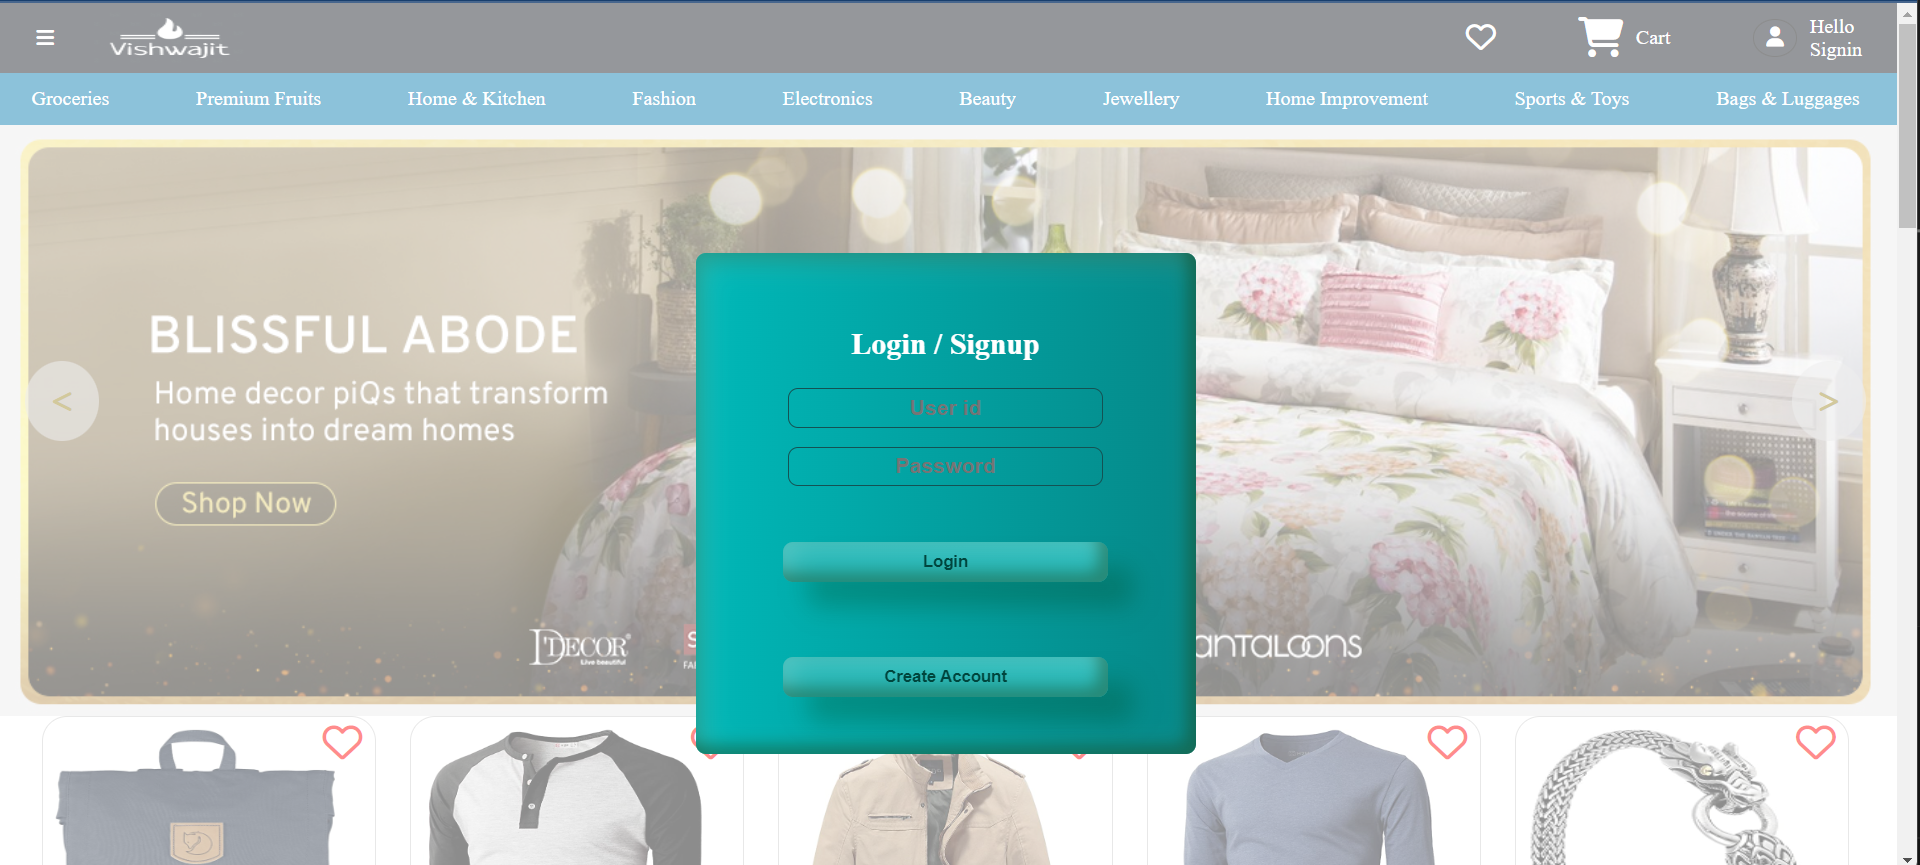 Vishwajit
Cart
Hello
Signin
Groceries
Premium Fruits
Home & Kitchen
Fashion
Electronics
Beauty
Jewellery
Home Improvement
Sports & Toys
Bags & Luggages
BLISSFUL ABODE
Home decor piQs that transform
houses into dream homes
<
>
Shop Now
D'DECOR
Live beautiful
S
FA
antaloons
Login / Signup
User id
Password
Login
Create Account